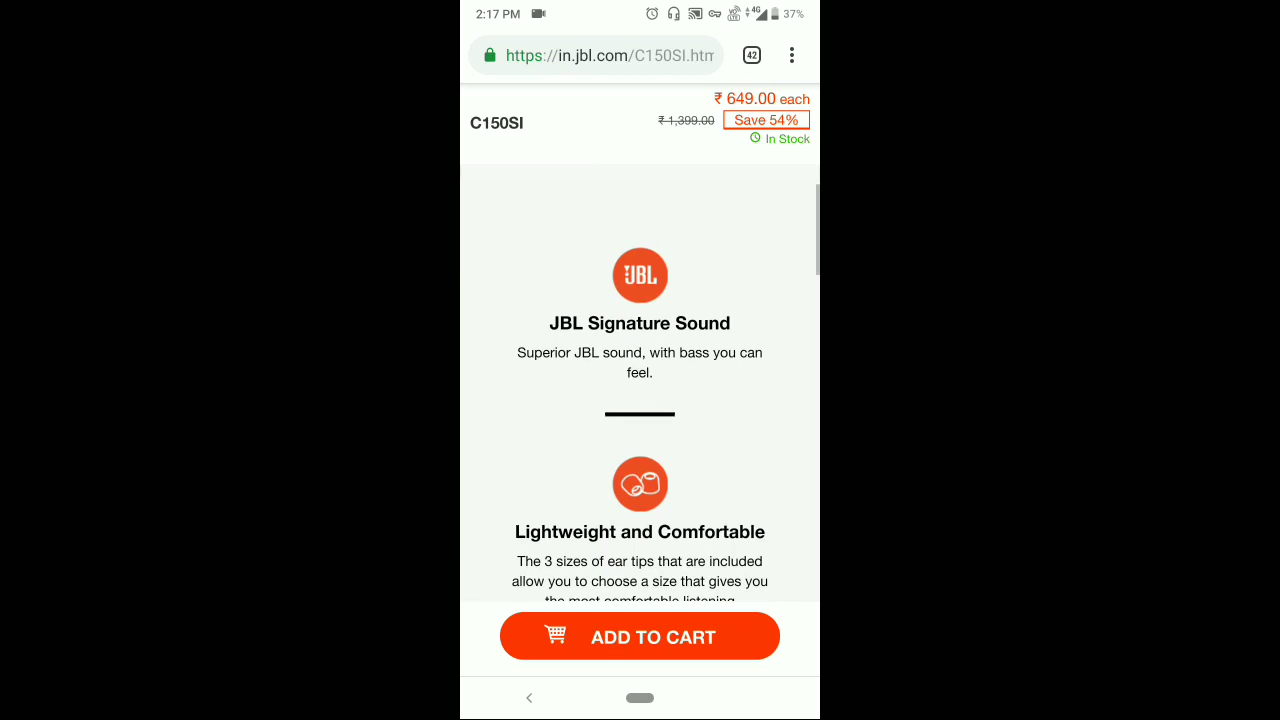 2:17 PM 4G 37%
https://in.jbl.com/C150SI.htm 42
₹ 649.00 each
C150SI ₹ 1,399.00 Save 54%
In Stock
JBL
JBL Signature Sound
Superior JBL sound, with bass you can
feel.
Lightweight and Comfortable
The 3 sizes of ear tips that are included
allow you to choose a size that gives you
the most comfortable listening
ADD TO CART